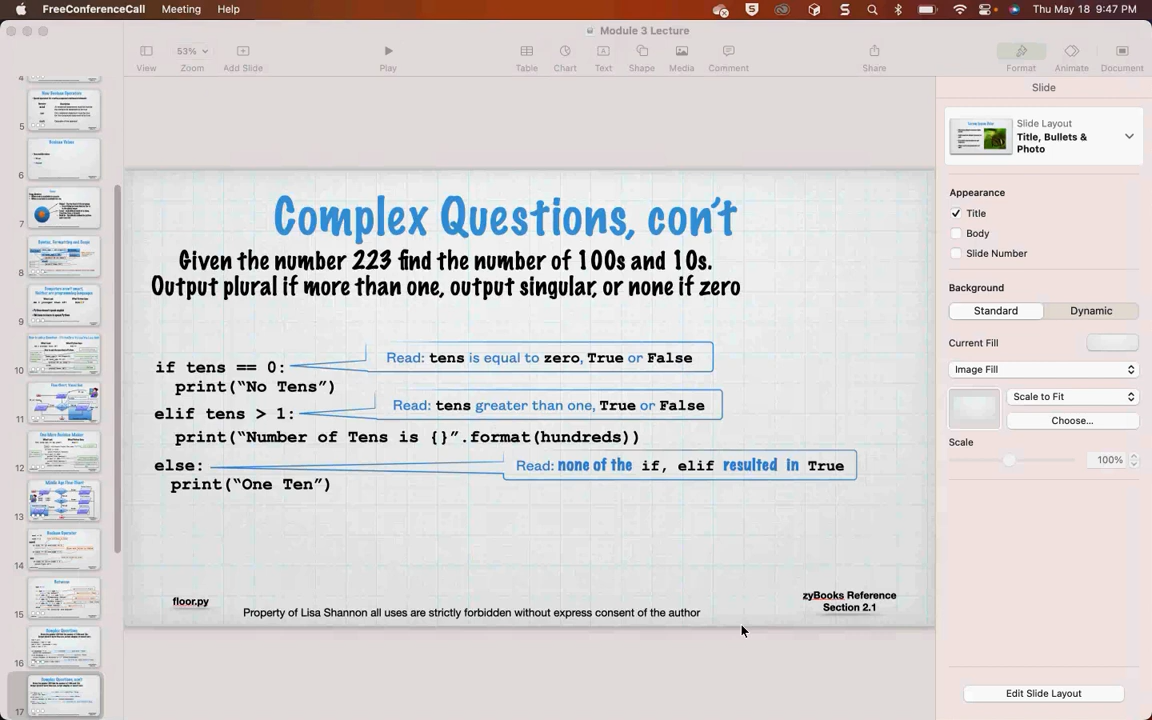 FreeConferenceCall Meeting Help Thu May 18 9:47 PM
Module 3 Lecture
53%
View Zoom Add Slide Play Table Chart Text Shape Media Comment Share Format Animate Document
Slide
Slide Layout
Title, Bullets &
Photo
Appearance
Title
Body
Slide Number
Background
Standard Dynamic
Current Fill
Image Fill
Scale to Fit
Choose...
Scale
100%
Edit Slide Layout
4
5
6
7
8
9
10
11
12
13
14
15
16
17
Complex Questions, con't
Given the number 223 find the number of 100s and 10s.
Output plural if more than one, output singular, or none if zero
if tens == 0:
Read: tens is equal to zero, True or False
print(“No Tens”)
elif tens > 1:
Read: tens greater than one, True or False
print(“Number of Tens is {}”.format(hundreds))
else:
Read: none of the if, elif resulted in True
print(“One Ten”)
floor.py
Property of Lisa Shannon all uses are strictly forbidden without express consent of the author
zyBooks Reference
Section 2.1